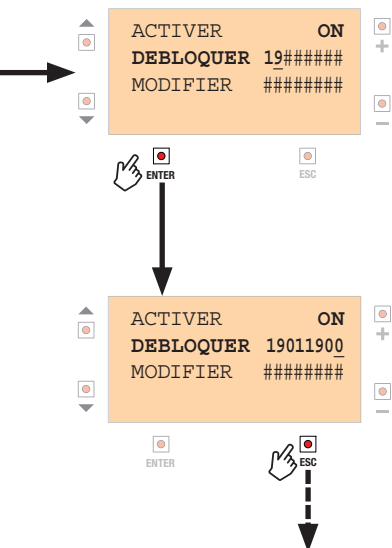 ACTIVER ON
+
DEBLOQUER 19######
MODIFIER ########
−
ENTER ESC
ACTIVER ON
+
DEBLOQUER 19011900
MODIFIER ########
−
ENTER ESC